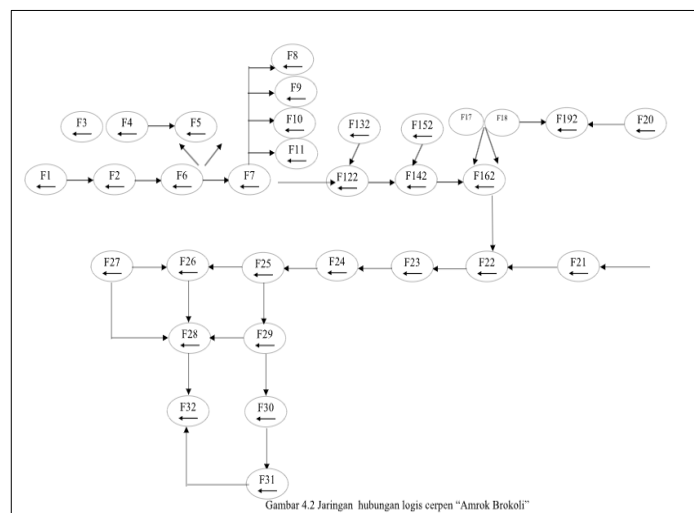 F8
F9
F10
F11
F3 F4 F5
F132 F152 F17 F18 F192 F20
F1 F2 F6 F7 F122 F142 F162
F27 F26 F25 F24 F23 F22 F21
F28 F29
F32 F30
F31
Gambar 4.2 Jaringan hubungan logis cerpen “Amrok Brokoli”